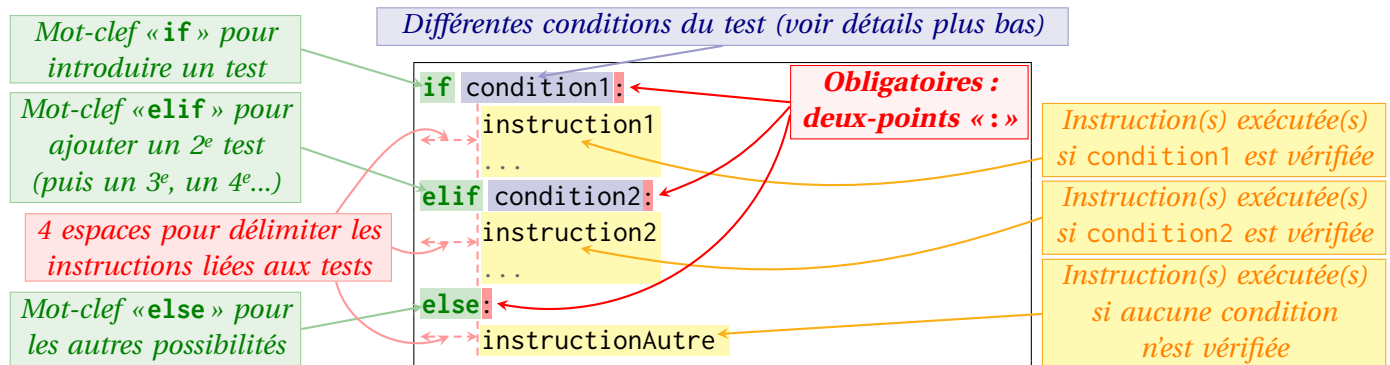 Différentes conditions du test (voir détails plus bas)
Mot-clef « if » pour
introduire un test
Mot-clef « elif » pour
ajouter un 2e test
(puis un 3e, un 4e...)
4 espaces pour délimiter les
instructions liées aux tests
Mot-clef « else » pour
les autres possibilités
if condition1:
instruction1
...
elif condition2:
instruction2
...
else:
instructionAutre
Obligatoires :
deux-points « : »
Instruction(s) exécutée(s)
si condition1 est vérifiée
Instruction(s) exécutée(s)
si condition2 est vérifiée
Instruction(s) exécutée(s)
si aucune condition
n'est vérifiée